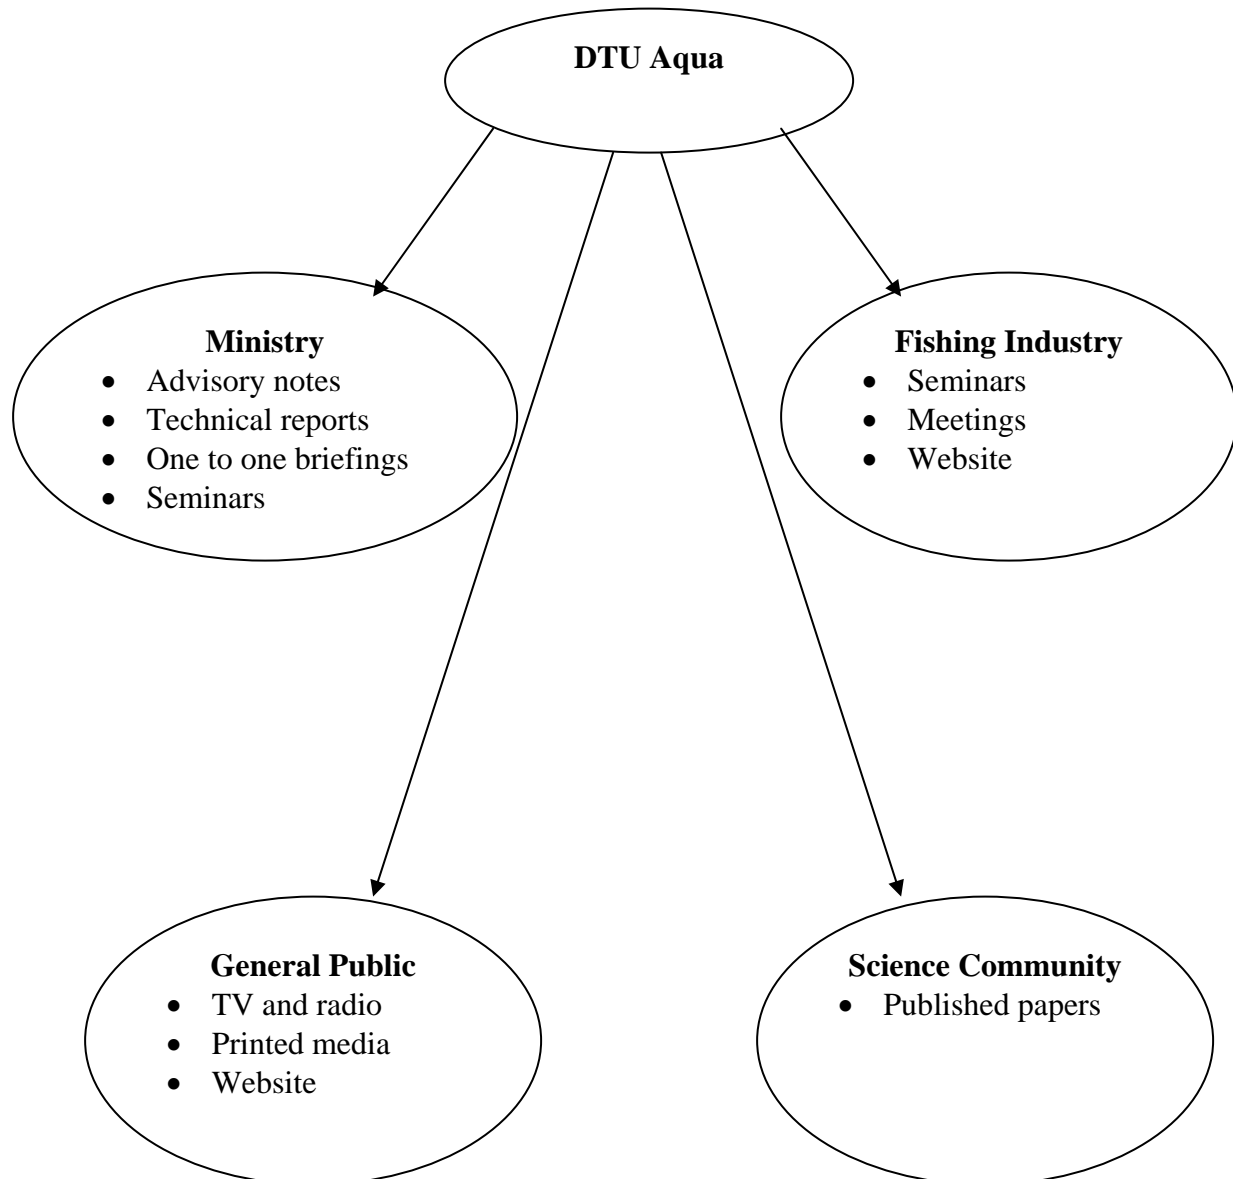 DTU Aqua
Ministry
• Advisory notes
• Technical reports
• One to one briefings
• Seminars
Fishing Industry
• Seminars
• Meetings
• Website
General Public
• TV and radio
• Printed media
• Website
Science Community
• Published papers